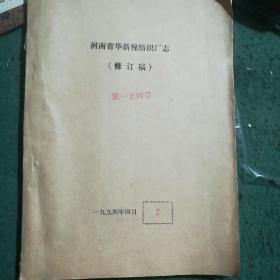 河南省华新棉纺织厂志
（修订稿）
第一至四章
一九九四年四月
3